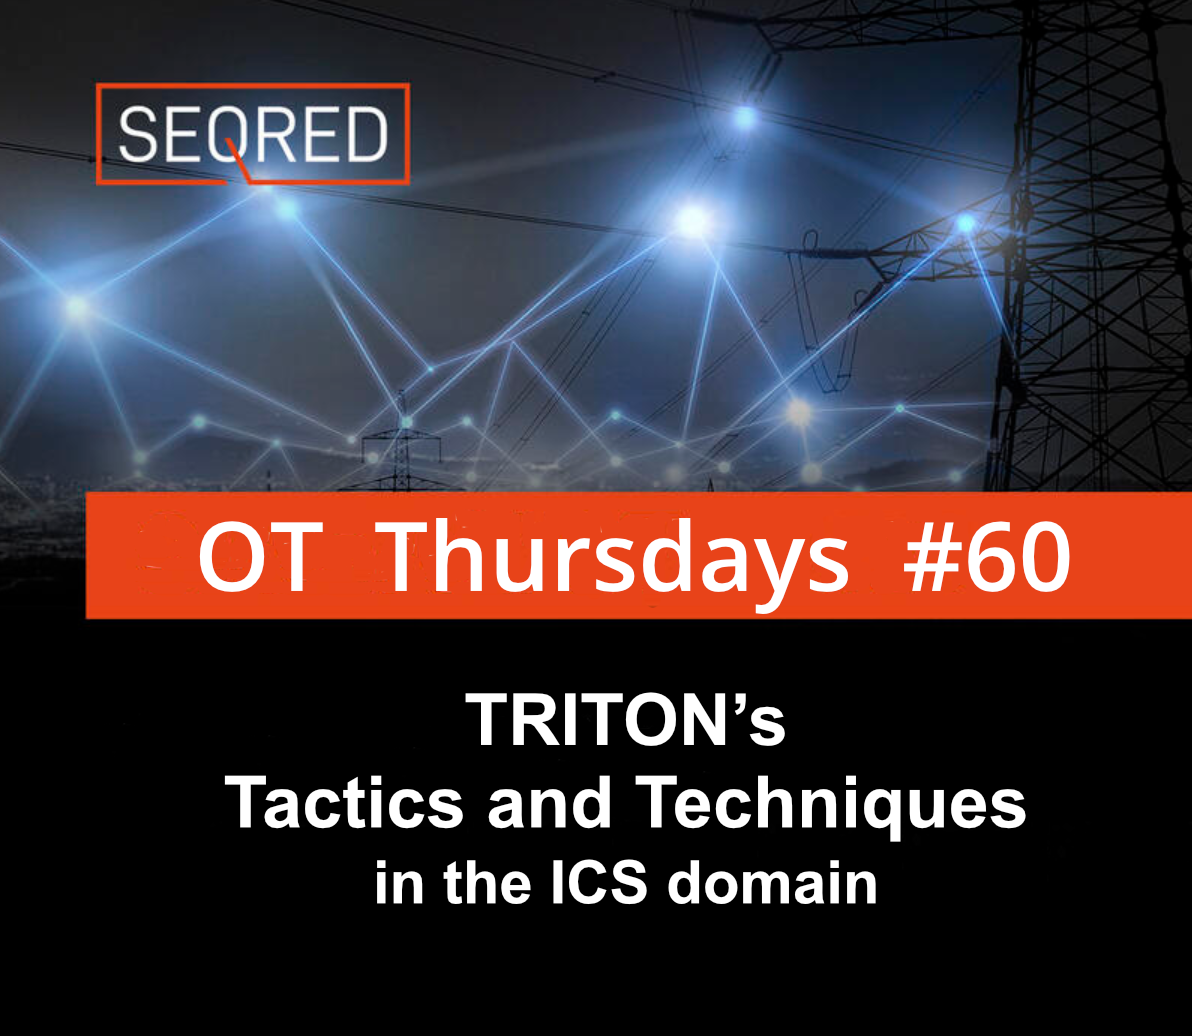 SEQRED
OT Thursdays #60
TRITON’s
Tactics and Techniques
in the ICS domain